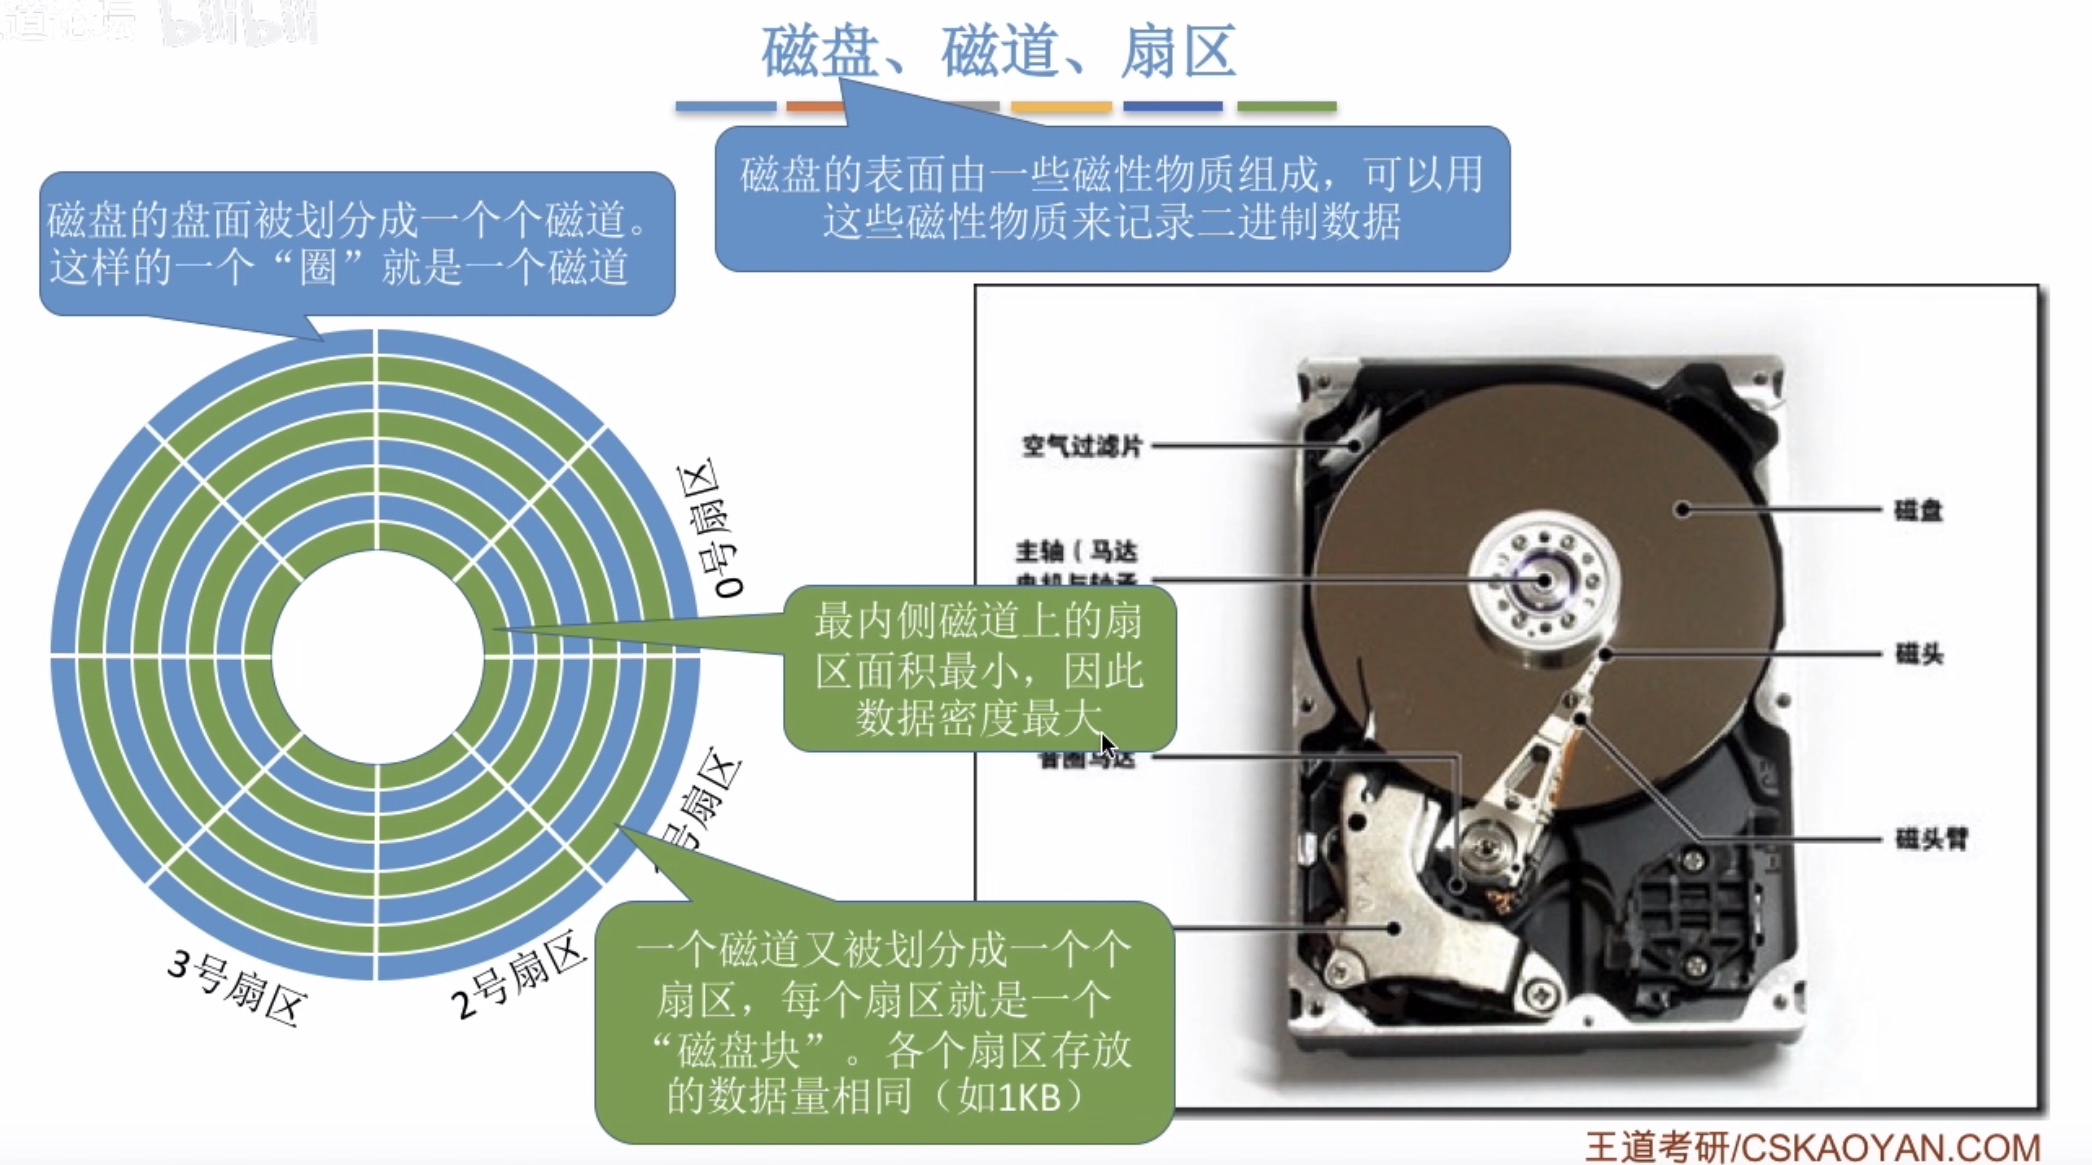 道论坛 bilibili
磁盘、磁道、扇区
磁盘的表面由一些磁性物质组成，可以用
这些磁性物质来记录二进制数据
磁盘的盘面被划分成一个个磁道。
这样的一个“圈”就是一个磁道
0号扇区
号扇区
2号扇区
3号扇区
最内侧磁道上的扇
区面积最小，因此
数据密度最大
一个磁道又被划分成一个个
扇区，每个扇区就是一个
“磁盘块”。各个扇区存放
的数据量相同（如1KB）
空气过滤片
主轴（马达
电机与轴承
音圈马达
磁盘
磁头
磁头臂
王道考研/CSKAOYAN.COM